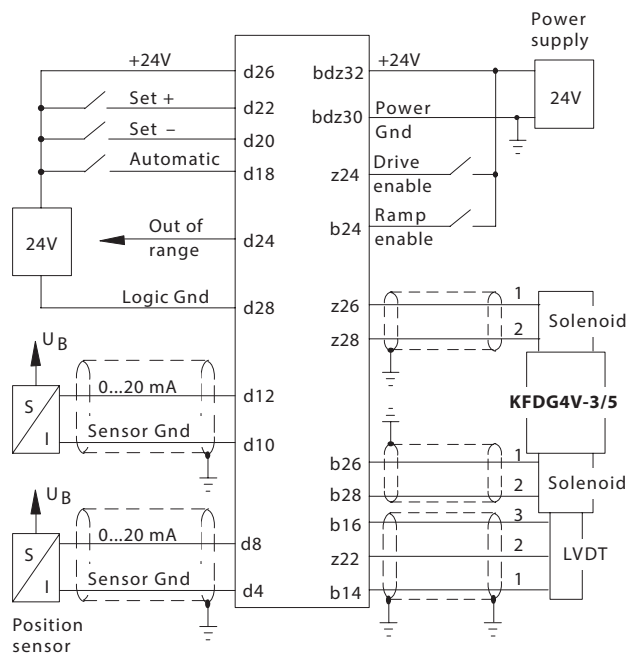 Power
supply
+24V d26 bdz32 +24V
24V
Set + d22
bdz30 Power
Gnd
Set – d20
Automatic d18
z24 Drive
enable
24V
Out of
range d24
b24 Ramp
enable
Logic Gnd d28
z26 1
Solenoid
z28 2
UB
S
I
0...20 mA d12
Sensor Gnd d10
KFDG4V-3/5
b26 1
Solenoid
b28 2
UB
S
I
0...20 mA d8
Sensor Gnd d4
b16 3
z22 2
LVDT
b14 1
Position
sensor